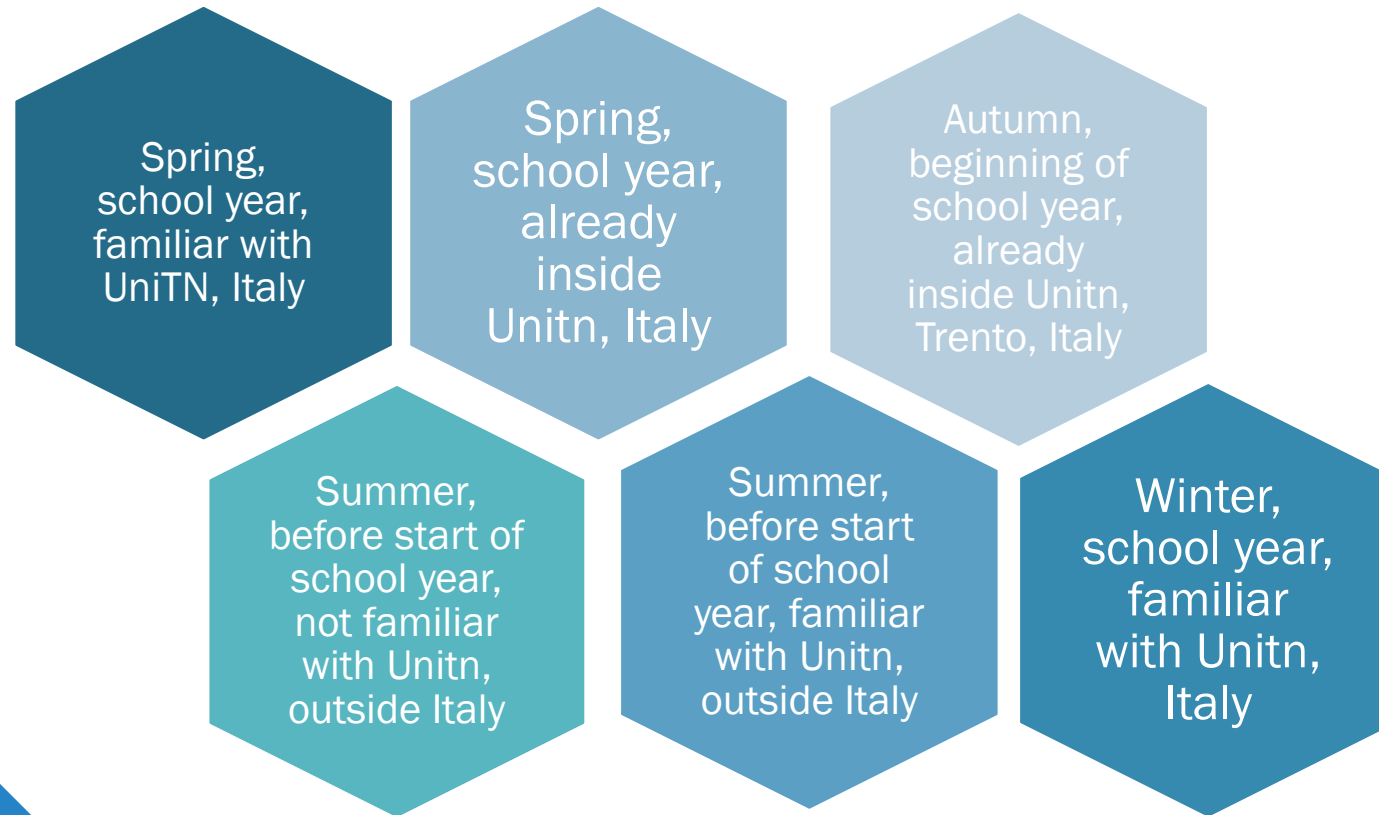 Spring,
school year,
familiar with
UniTN, Italy
Spring,
school year,
already
inside
Unitn, Italy
Autumn,
beginning of
school year,
already
inside Unitn,
Trento, Italy
Summer,
before start of
school year,
not familiar
with Unitn,
outside Italy
Summer,
before start
of school
year, familiar
with Unitn,
outside Italy
Winter,
school year,
familiar
with Unitn,
Italy